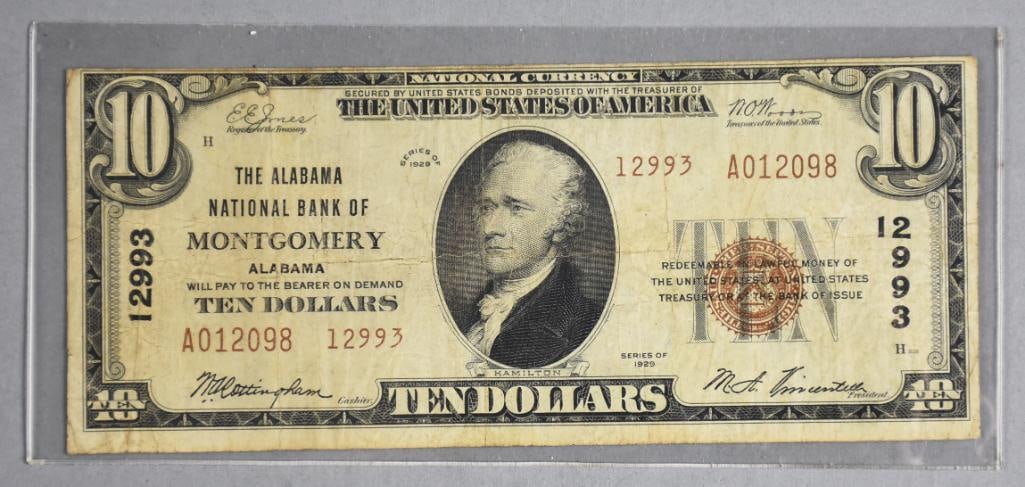 NATIONAL CURRENCY
SECURED BY UNITED STATES BONDS DEPOSITED WITH THE TREASURER OF
THE UNITED STATES OF AMERICA
10
10
E E Jones
Register of the Treasury.
W. O. Woods
Treasurer of the United States.
H
SERIES OF
1929
12993 A012098
THE ALABAMA
NATIONAL BANK OF
MONTGOMERY
ALABAMA
WILL PAY TO THE BEARER ON DEMAND
TEN DOLLARS
A012098 12993
12993
TEN
REDEEMABLE IN LAWFUL MONEY OF
THE UNITED STATES AT UNITED STATES
TREASURY OR AT THE BANK OF ISSUE
12993
H
SERIES OF
1929
HAMILTON
Cottingham
Cashier.
M. A.
President.
10
TEN DOLLARS
10